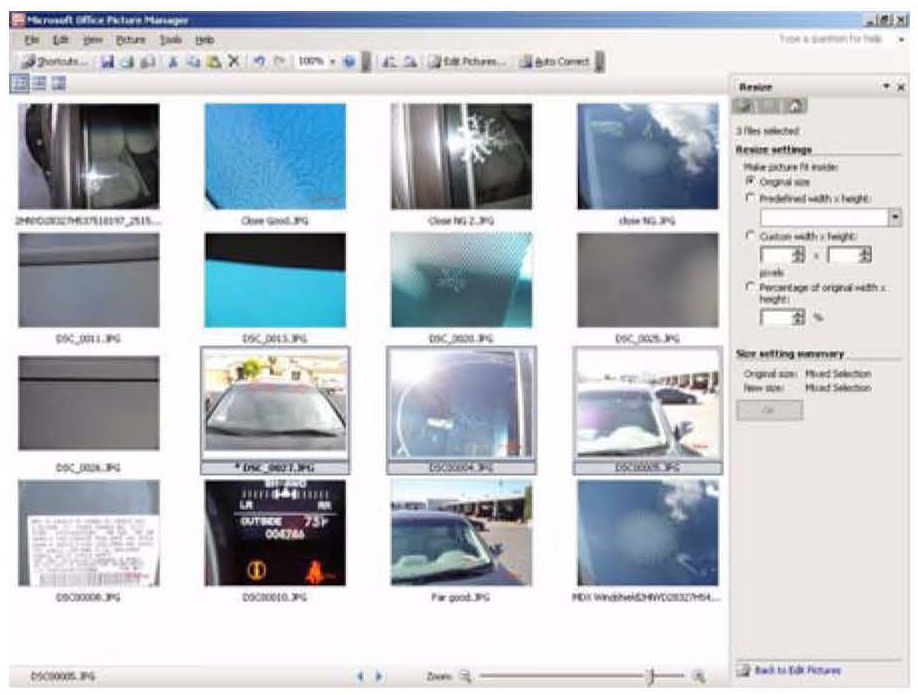 Microsoft Office Picture Manager
File Edit View Picture Tools Help
Type a question for help
Shortcuts... 100% Edit Pictures... Auto Correct
Resize
3 files selected
Resize settings
Make picture fit inside:
Original size
Predefined width x height:
Custom width x height:
x
pixels
Percentage of original width x
height:
%
Size setting summary
Original size: Mixed Selection
New size: Mixed Selection
OK
Back to Edit Pictures
Close Good.JPG
Close NG 2.JPG
close NG.JPG
DSC_0011.JPG
DSC_0013.JPG
DSC_0020.JPG
DSC_0025.JPG
DSC_0026.JPG
* DSC_0027.JPG
DSC00004.JPG
DSC00005.JPG
LR RR
OUTSIDE 73F
004746
DSC00008.JPG
DSC00010.JPG
Far good.JPG
DSC00005.JPG
Zoom: